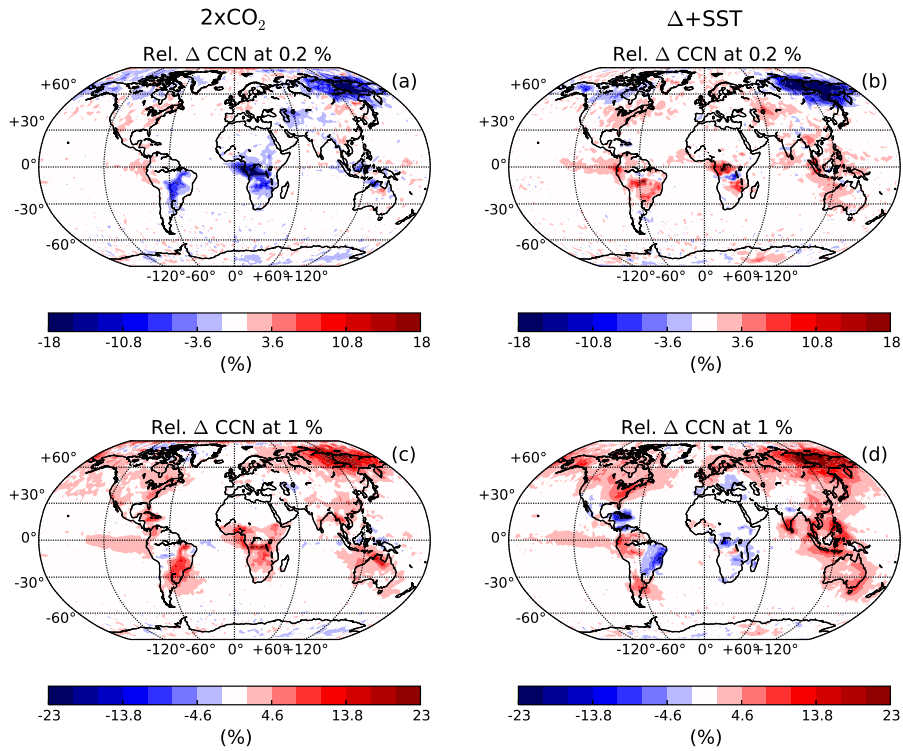 2xCO₂
Δ+SST
Rel. Δ CCN at 0.2 %
(a)
+60°
+30°
0°
-30°
-60°
-120° -60° 0° +60° +120°
-18 -10.8 -3.6 3.6 10.8 18
(%)
Rel. Δ CCN at 0.2 %
(b)
+60°
+30°
0°
-30°
-60°
-120° -60° 0° +60° +120°
-18 -10.8 -3.6 3.6 10.8 18
(%)
Rel. Δ CCN at 1 %
(c)
+60°
+30°
0°
-30°
-60°
-120° -60° 0° +60° +120°
-23 -13.8 -4.6 4.6 13.8 23
(%)
Rel. Δ CCN at 1 %
(d)
+60°
+30°
0°
-30°
-60°
-120° -60° 0° +60° +120°
-23 -13.8 -4.6 4.6 13.8 23
(%)